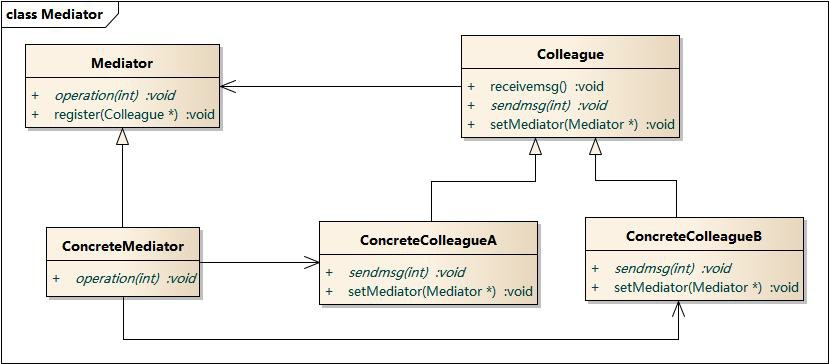 class Mediator
Mediator
+ operation(int) :void
+ register(Colleague *) :void
Colleague
+ receivemsg() :void
+ sendmsg(int) :void
+ setMediator(Mediator *) :void
ConcreteMediator
+ operation(int) :void
ConcreteColleagueA
+ sendmsg(int) :void
+ setMediator(Mediator *) :void
ConcreteColleagueB
+ sendmsg(int) :void
+ setMediator(Mediator *) :void